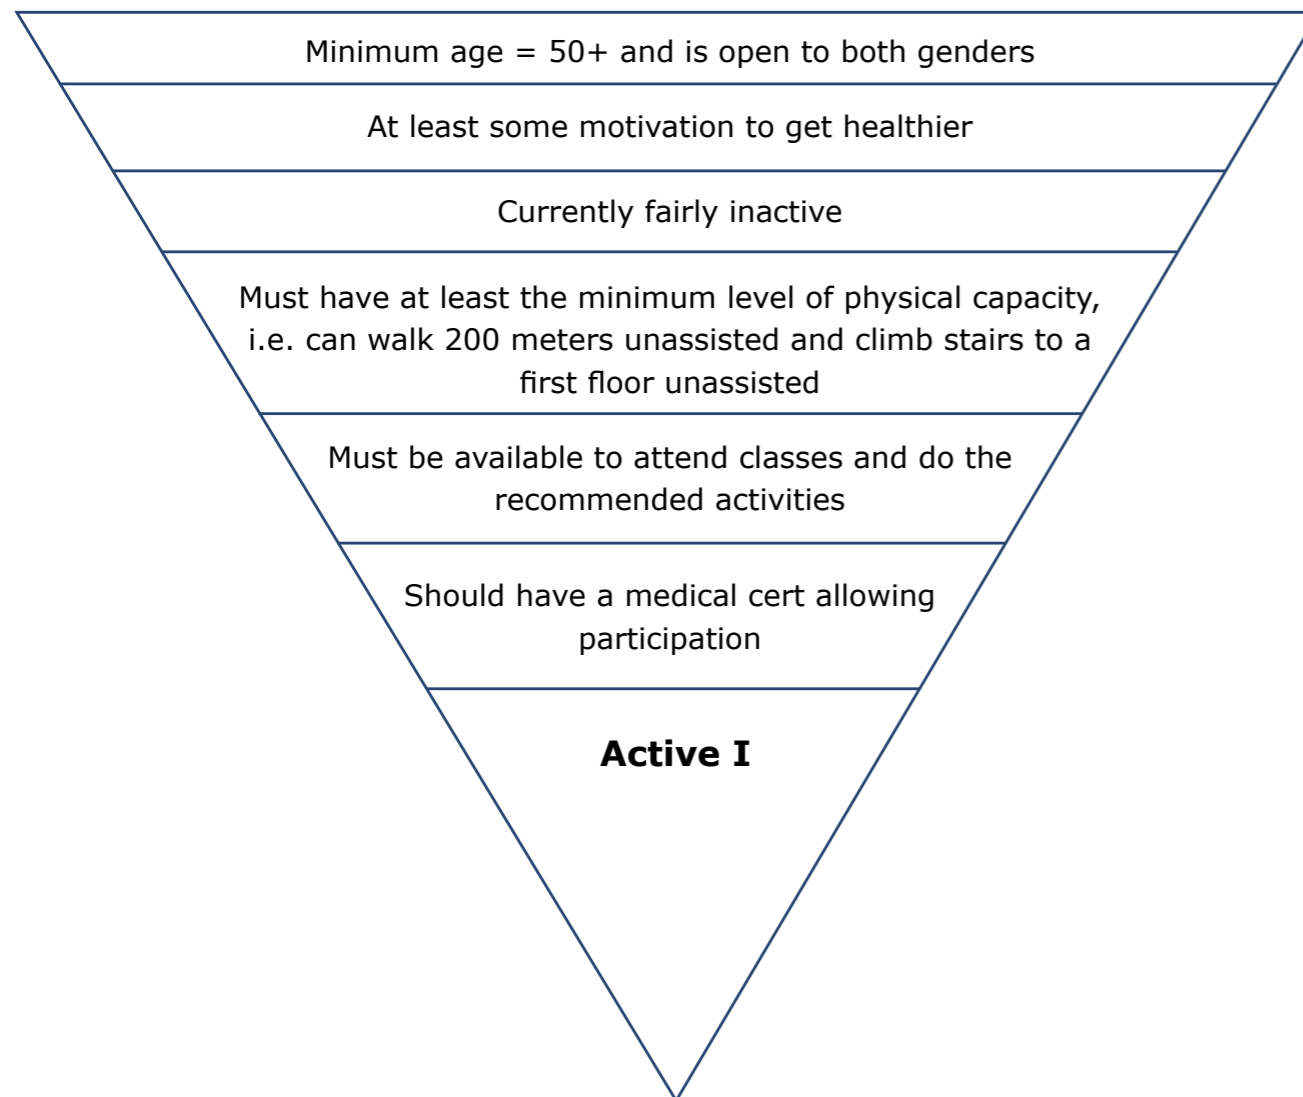 Minimum age = 50+ and is open to both genders
At least some motivation to get healthier
Currently fairly inactive
Must have at least the minimum level of physical capacity,
i.e. can walk 200 meters unassisted and climb stairs to a
first floor unassisted
Must be available to attend classes and do the
recommended activities
Should have a medical cert allowing
participation
Active I